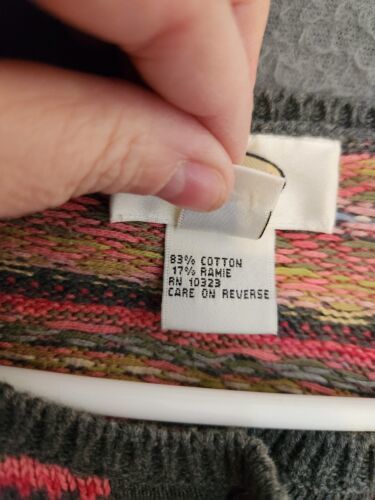 83% COTTON
17% RAMIE
RN 10323
CARE ON REVERSE